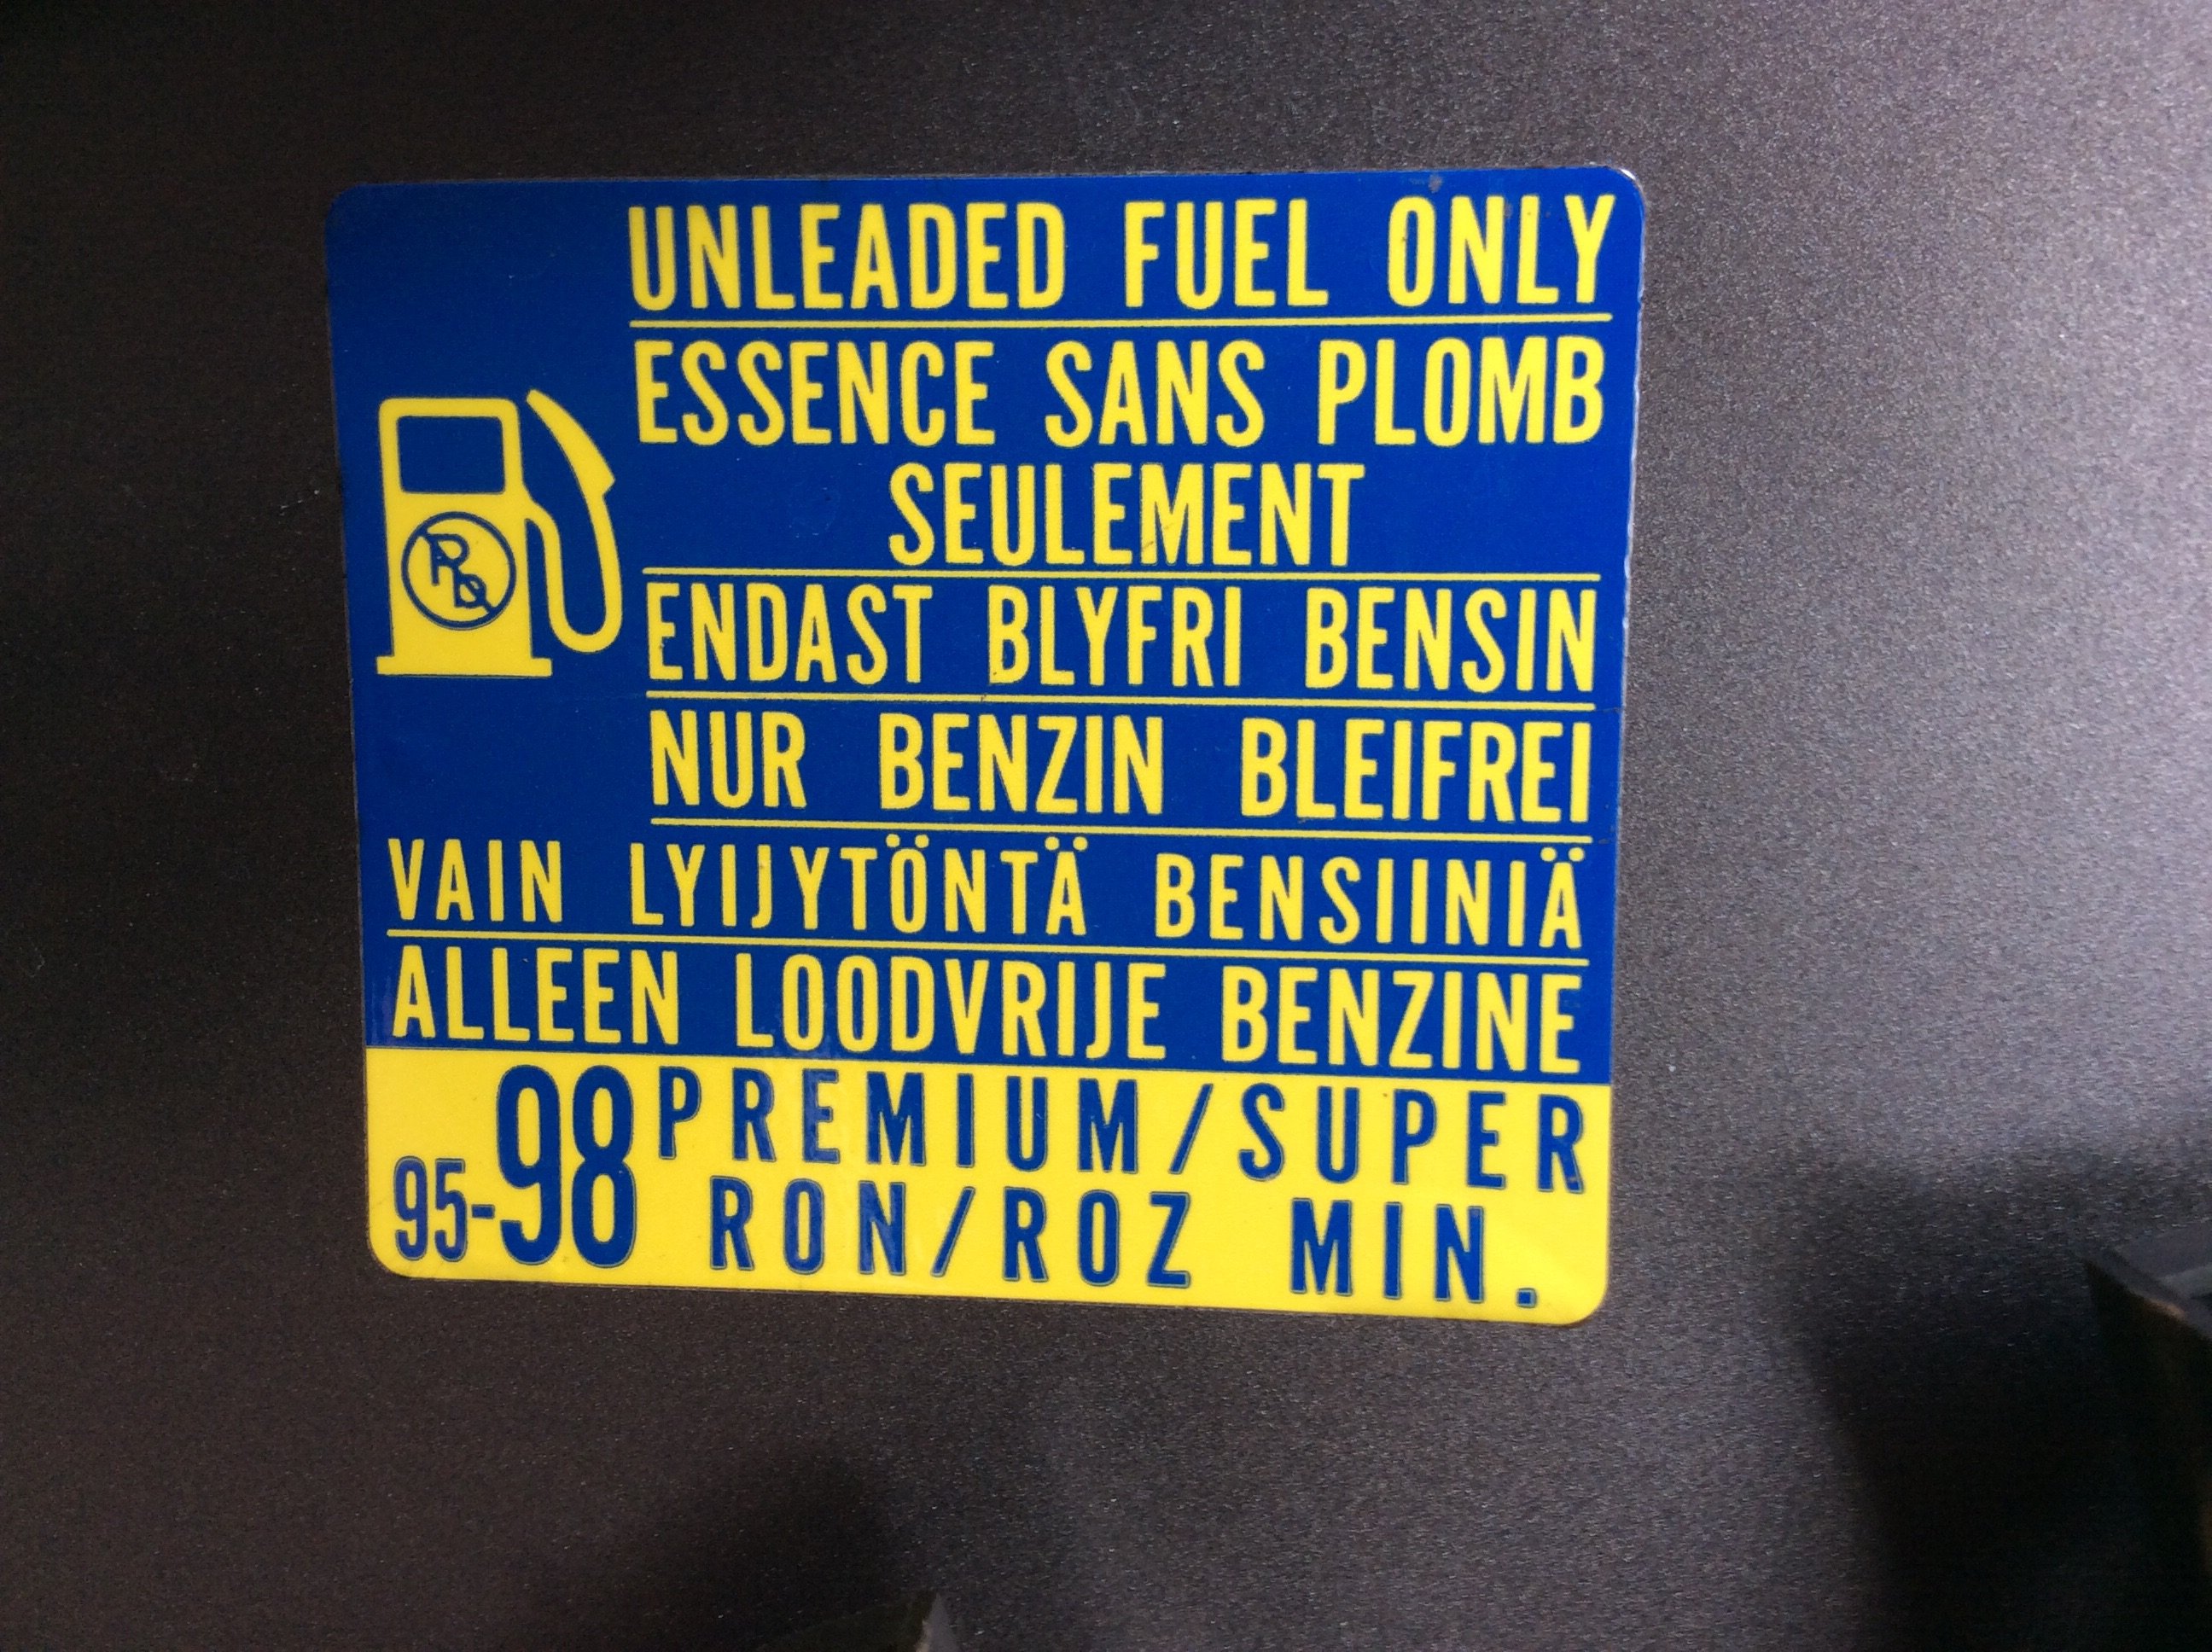 UNLEADED FUEL ONLY
ESSENCE SANS PLOMB
SEULEMENT
ENDAST BLYFRI BENSIN
NUR BENZIN BLEIFREI
VAIN LYIJYTÖNTÄ BENSIINIÄ
ALLEEN LOODVRIJE BENZINE
95-98 PREMIUM/SUPER
RON/ROZ MIN.